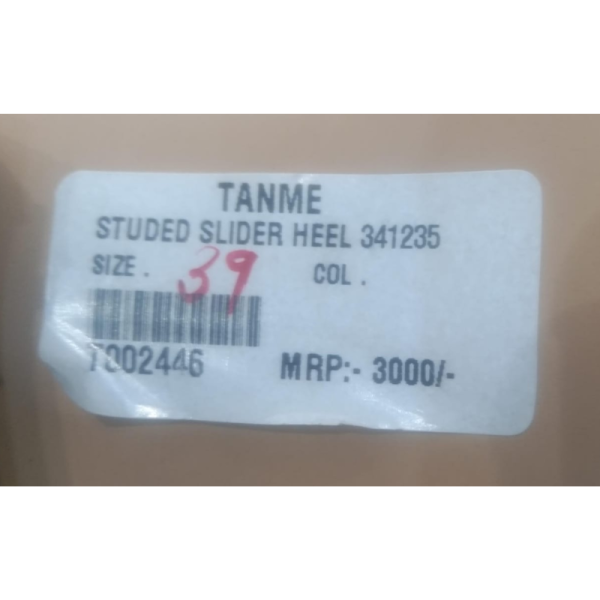 TANME
STUDED SLIDER HEEL 341235
SIZE . 39 COL .
T002446 MRP:- 3000/-